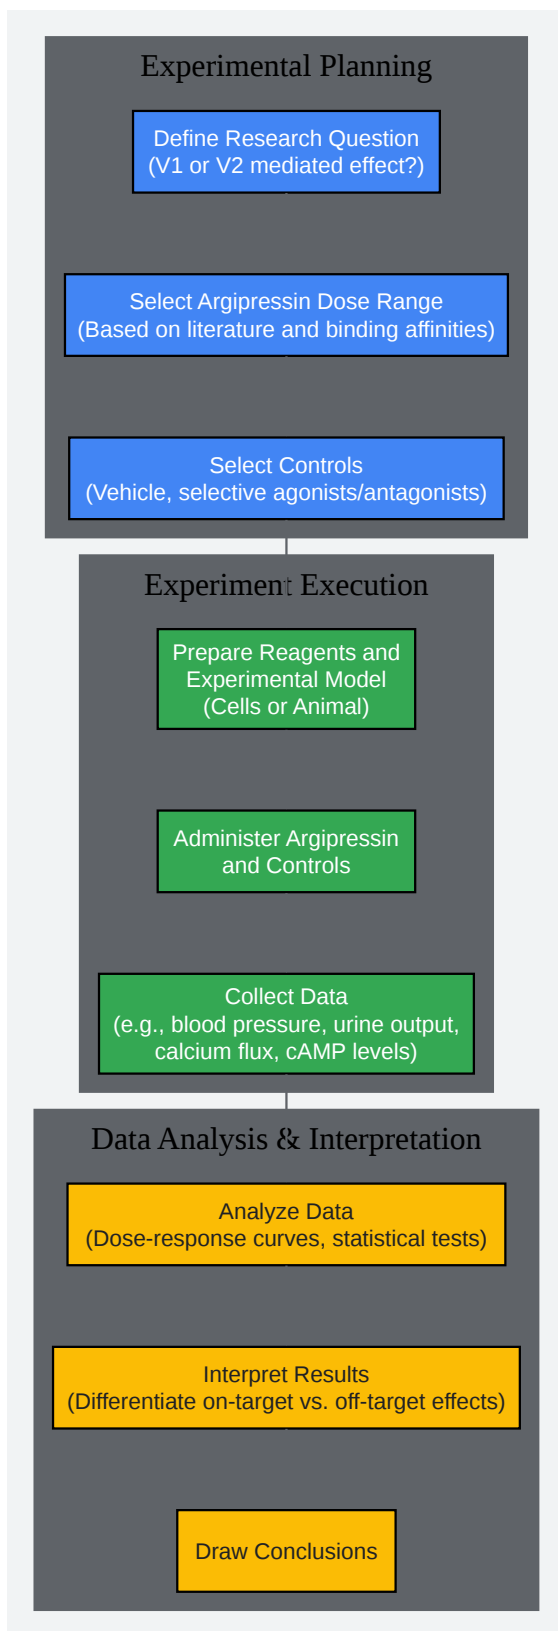 Experimental Planning
Define Research Question
(V1 or V2 mediated effect?)
Select Argipressin Dose Range
(Based on literature and binding affinities)
Select Controls
(Vehicle, selective agonists/antagonists)
Experiment Execution
Prepare Reagents and
Experimental Model
(Cells or Animal)
Administer Argipressin
and Controls
Collect Data
(e.g., blood pressure, urine output,
calcium flux, cAMP levels)
Data Analysis & Interpretation
Analyze Data
(Dose-response curves, statistical tests)
Interpret Results
(Differentiate on-target vs. off-target effects)
Draw Conclusions